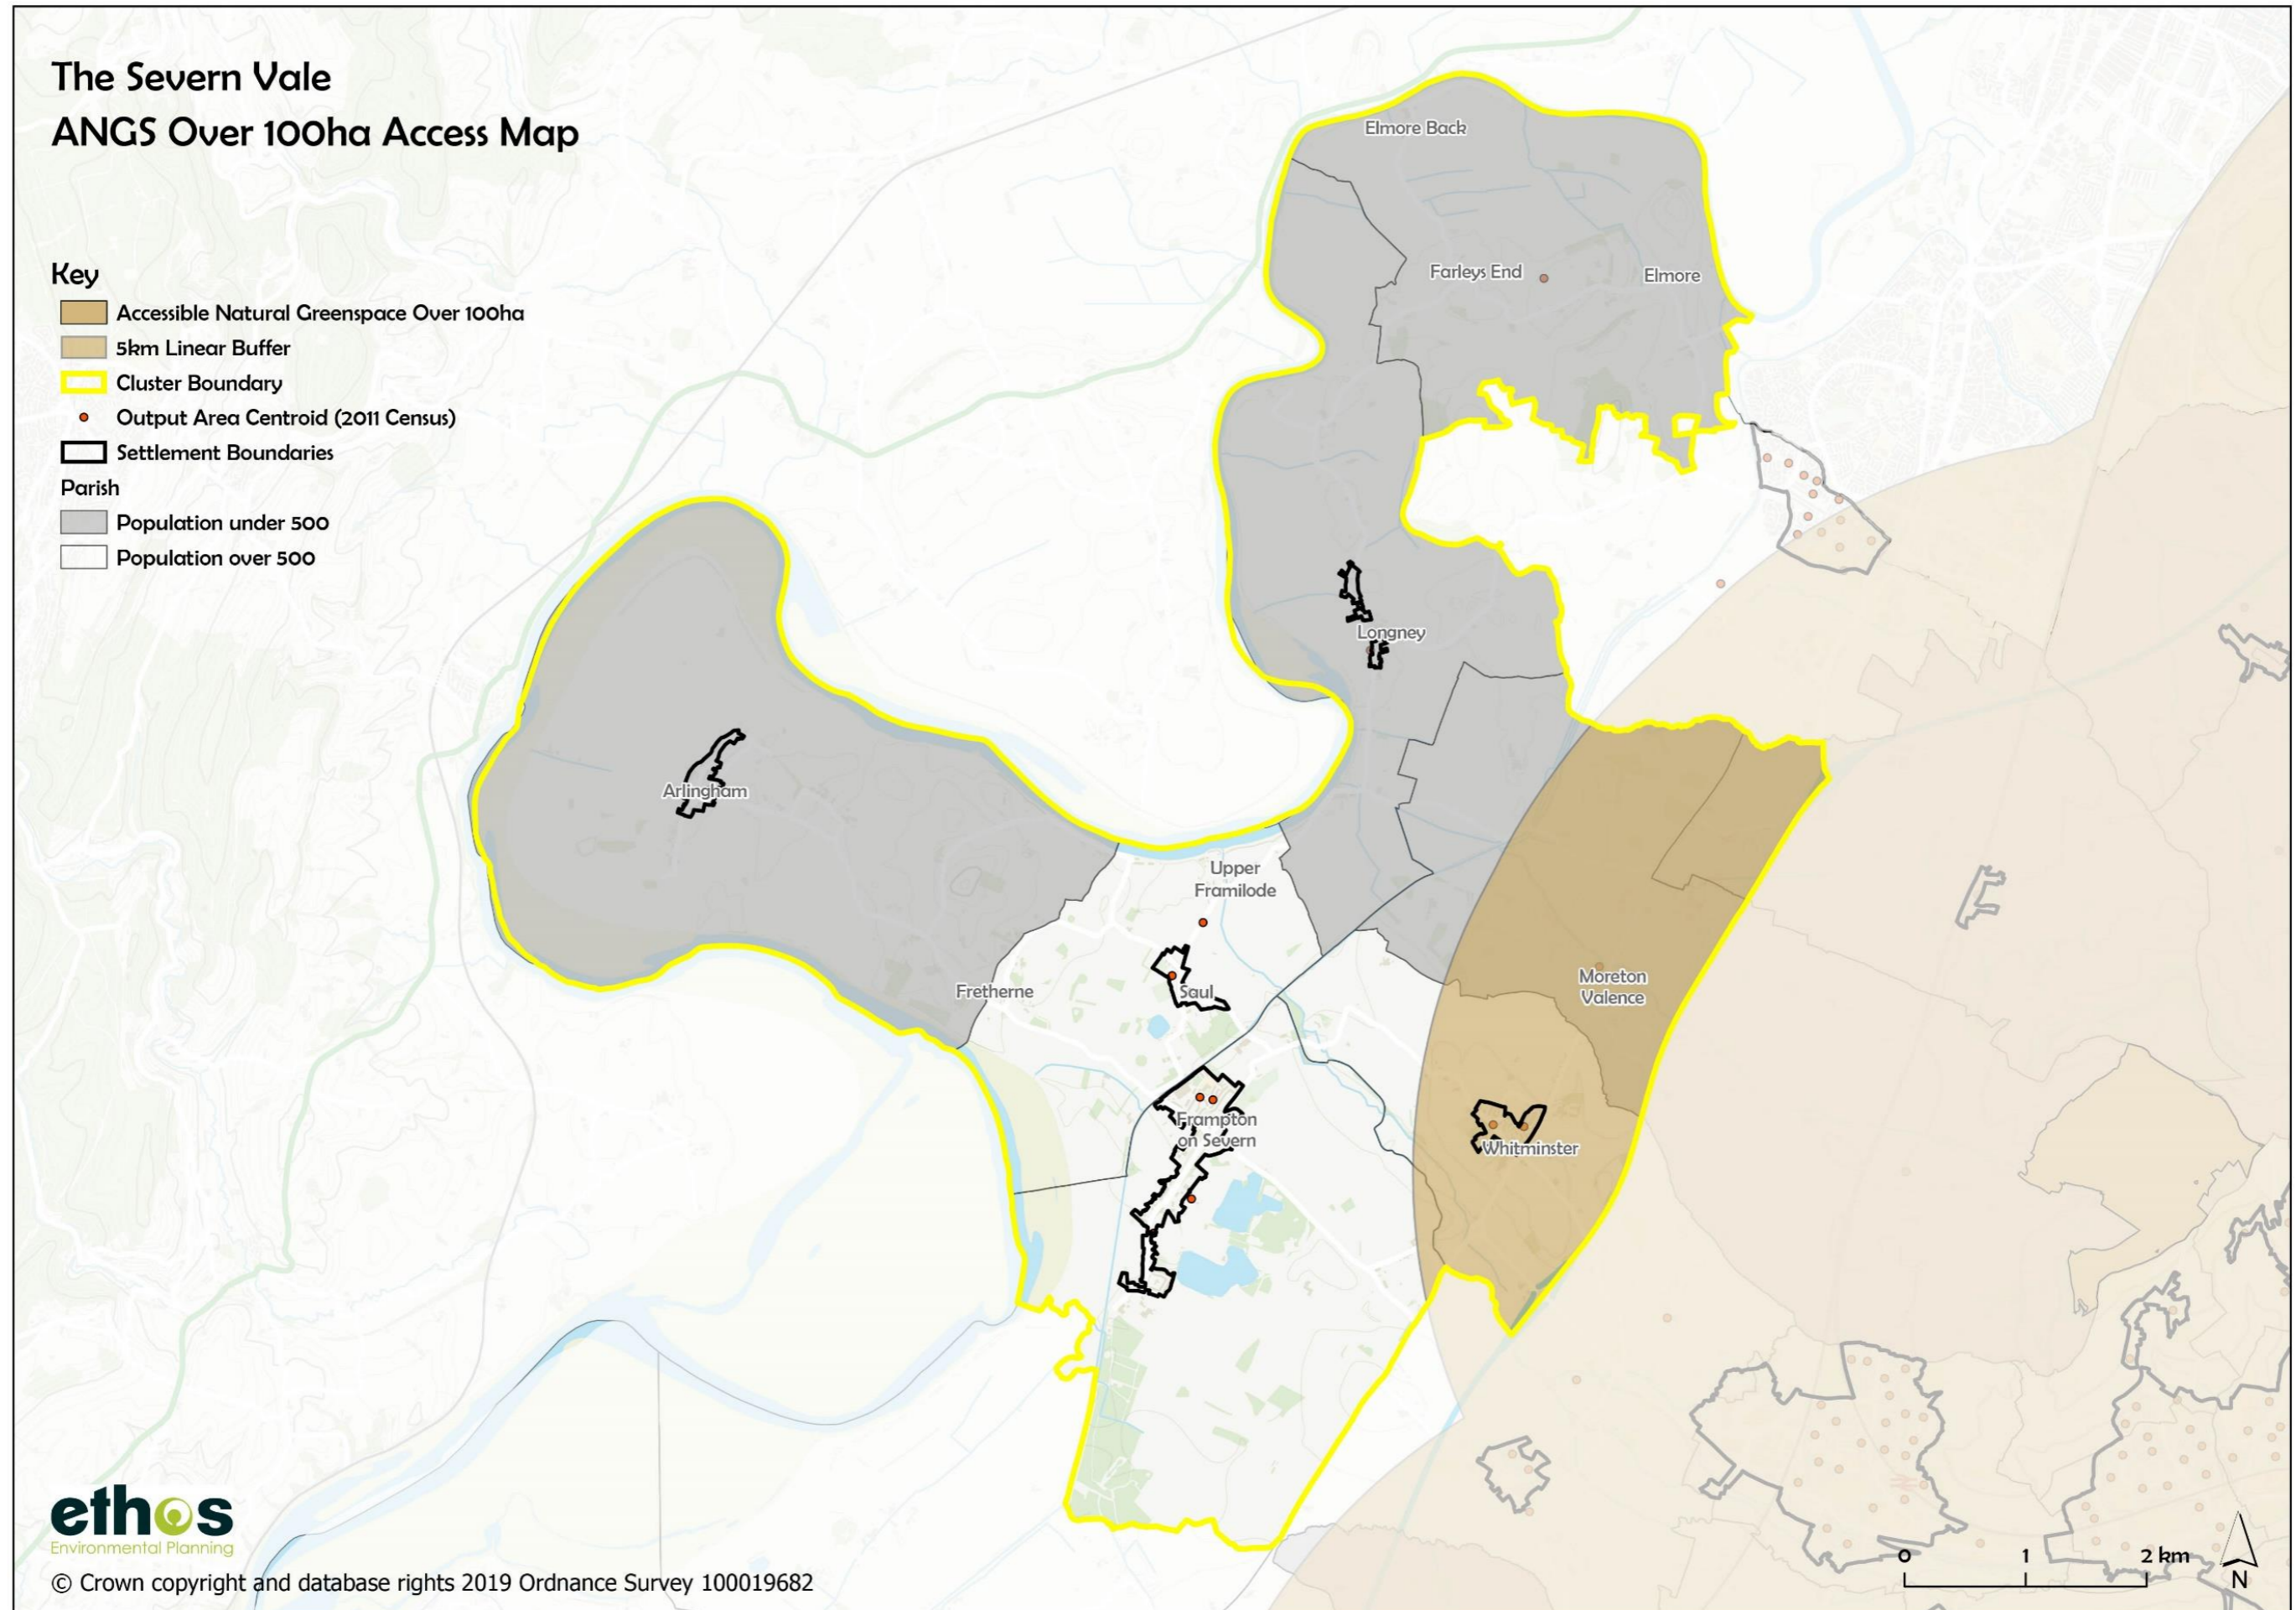 The Severn Vale
ANGS Over 100ha Access Map
Key
Accessible Natural Greenspace Over 100ha
5km Linear Buffer
Cluster Boundary
Output Area Centroid (2011 Census)
Settlement Boundaries
Parish
Population under 500
Population over 500
Elmore Back
Farleys End
Elmore
Longney
Arlingham
Upper
Framilode
Fretherne
Saul
Moreton
Valence
Frampton
on Severn
Whitminster
ethos
Environmental Planning
© Crown copyright and database rights 2019 Ordnance Survey 100019682
0 1 2 km
N